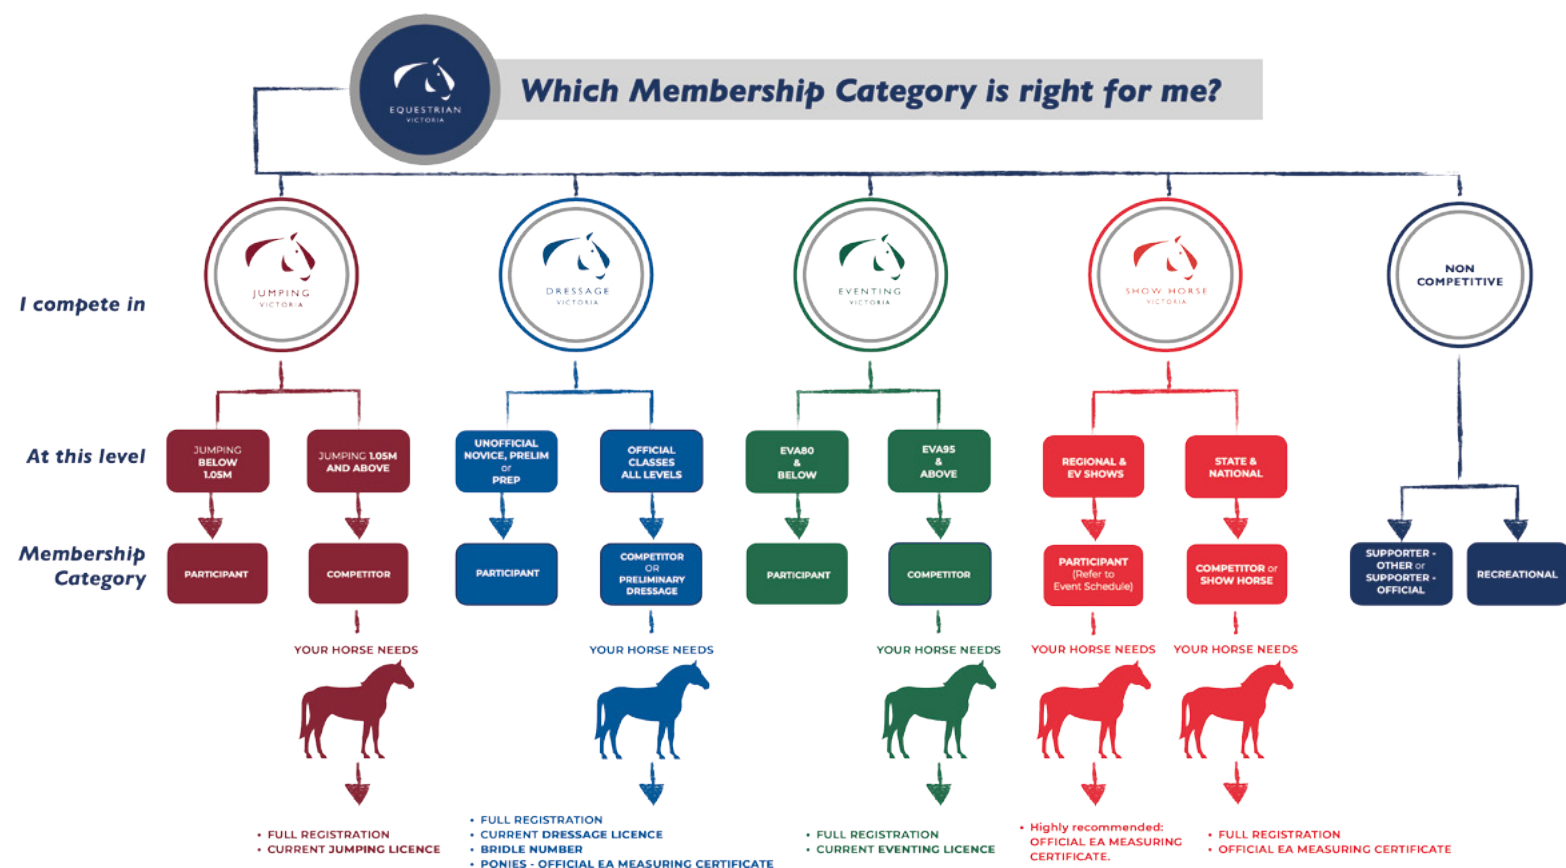 EQUESTRIAN
VICTORIA
Which Membership Category is right for me?
I compete in
JUMPING
VICTORIA
DRESSAGE
VICTORIA
EVENTING
VICTORIA
SHOW HORSE
VICTORIA
NON
COMPETITIVE
At this level
JUMPING
BELOW
1.05M
JUMPING 1.05M
AND ABOVE
UNOFFICIAL
NOVICE, PRELIM
or
PREP
OFFICIAL
CLASSES
ALL LEVELS
EVA80
&
BELOW
EVA95
&
ABOVE
REGIONAL &
EV SHOWS
STATE &
NATIONAL
Membership
Category
PARTICIPANT
COMPETITOR
PARTICIPANT
COMPETITOR
OR
PRELIMINARY
DRESSAGE
PARTICIPANT
COMPETITOR
PARTICIPANT
(Refer to
Event Schedule)
COMPETITOR or
SHOW HORSE
SUPPORTER -
OTHER or
SUPPORTER -
OFFICIAL
RECREATIONAL
YOUR HORSE NEEDS
YOUR HORSE NEEDS
YOUR HORSE NEEDS
YOUR HORSE NEEDS
YOUR HORSE NEEDS
• FULL REGISTRATION
• CURRENT JUMPING LICENCE
• FULL REGISTRATION
• CURRENT DRESSAGE LICENCE
• BRIDLE NUMBER
• PONIES - OFFICIAL EA MEASURING CERTIFICATE
• FULL REGISTRATION
• CURRENT EVENTING LICENCE
• Highly recommended:
OFFICIAL EA MEASURING
CERTIFICATE.
• FULL REGISTRATION
• OFFICIAL EA MEASURING CERTIFICATE